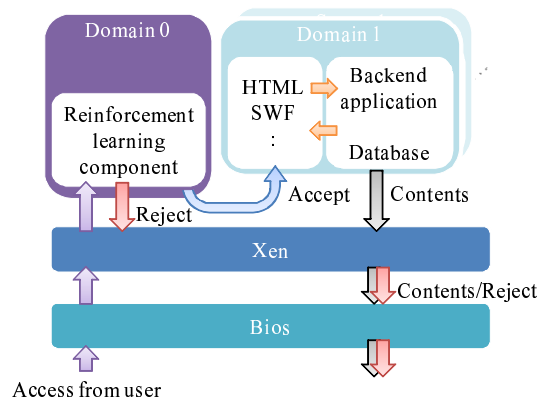 Domain 0
Domain 1
Reinforcement
learning
component
HTML
SWF
:
Backend
application
Database
Reject
Accept
Contents
Xen
Contents/Reject
Bios
Access from user